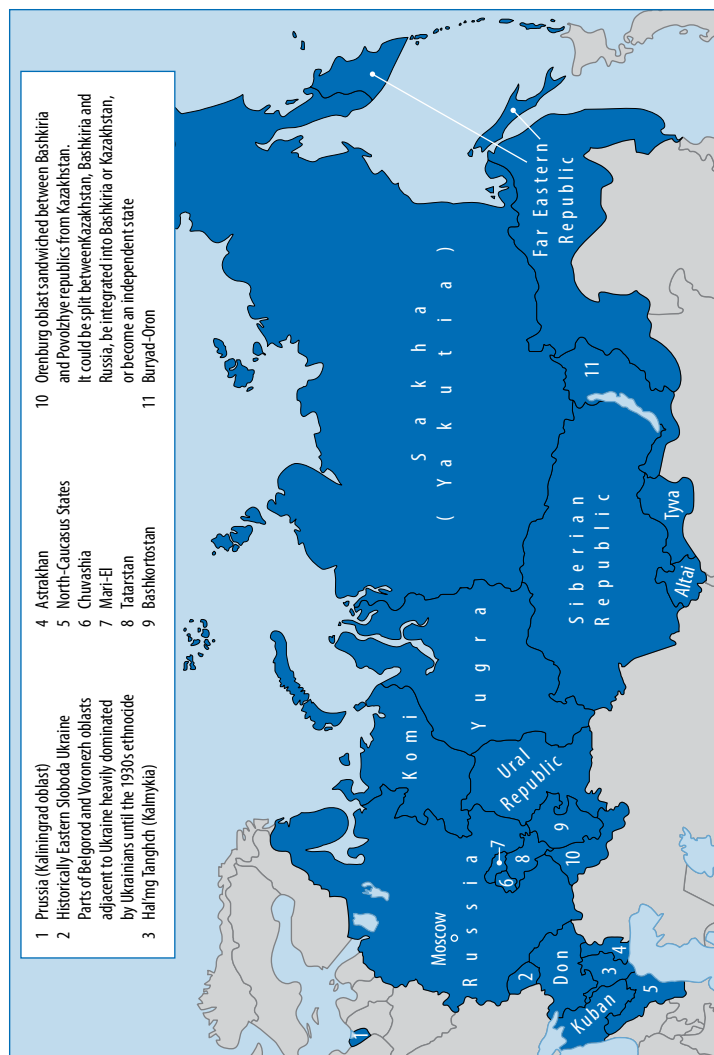 1 Prussia (Kaliningrad oblast)
2 Historically Eastern Sloboda Ukraine
Parts of Belgorod and Voronezh oblasts
adjacent to Ukraine heavily dominated
by Ukrainians until the 1930s ethnocide
3 Hal'mg Tanghch (Kalmykia)
4 Astrakhan
5 North-Caucasus States
6 Chuvashia
7 Mari-El
8 Tatarstan
9 Bashkortostan
10 Orenburg oblast sandwiched between Bashkiria
and Povolzhye republics from Kazakhstan.
It could be split betweenKazakhstan, Bashkiria and
Russia, be integrated into Bashkiria or Kazakhstan,
or become an independent state
11 Buryad-Oron
1
Moscow
Russia
2
Don
Kuban
3
4
5
6
7
8
9
10
Komi
Ural
Republic
Yugra
Sakha
(Yakutia)
Siberian
Republic
Altai
Tyva
11
Far Eastern
Republic